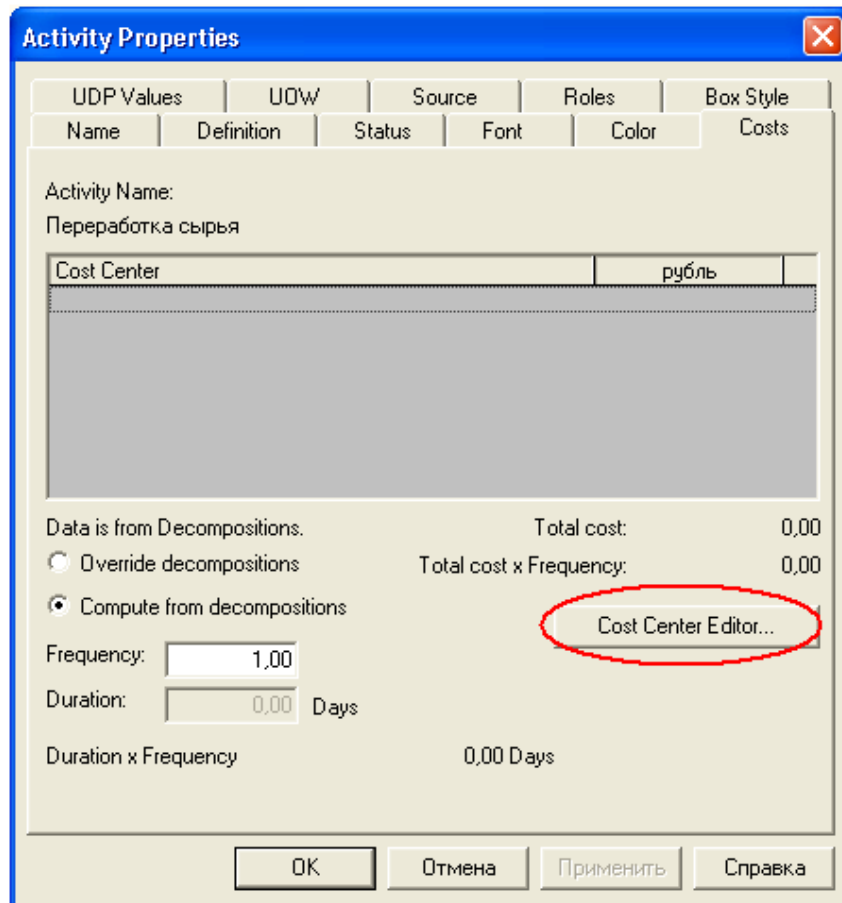 Activity Properties
UDP Values UOW Source Roles Box Style
Name Definition Status Font Color Costs
Activity Name:
Переработка сырья
Cost Center рубль
Data is from Decompositions. Total cost: 0,00
Override decompositions Total cost x Frequency: 0,00
Compute from decompositions
Cost Center Editor...
Frequency: 1,00
Duration: 0,00 Days
Duration x Frequency 0,00 Days
OK Отмена Применить Справка